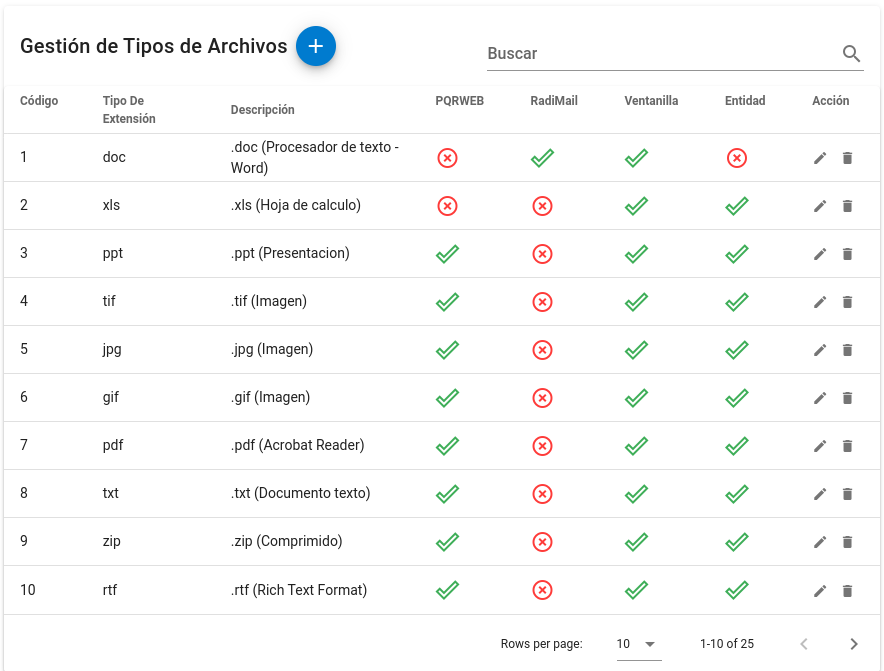 Gestión de Tipos de Archivos
Buscar
Código Tipo De Extensión Descripción PQRWEB RadiMail Ventanilla Entidad Acción
1 doc .doc (Procesador de texto - Word)
2 xls .xls (Hoja de calculo)
3 ppt .ppt (Presentacion)
4 tif .tif (Imagen)
5 jpg .jpg (Imagen)
6 gif .gif (Imagen)
7 pdf .pdf (Acrobat Reader)
8 txt .txt (Documento texto)
9 zip .zip (Comprimido)
10 rtf .rtf (Rich Text Format)
Rows per page: 10 1-10 of 25